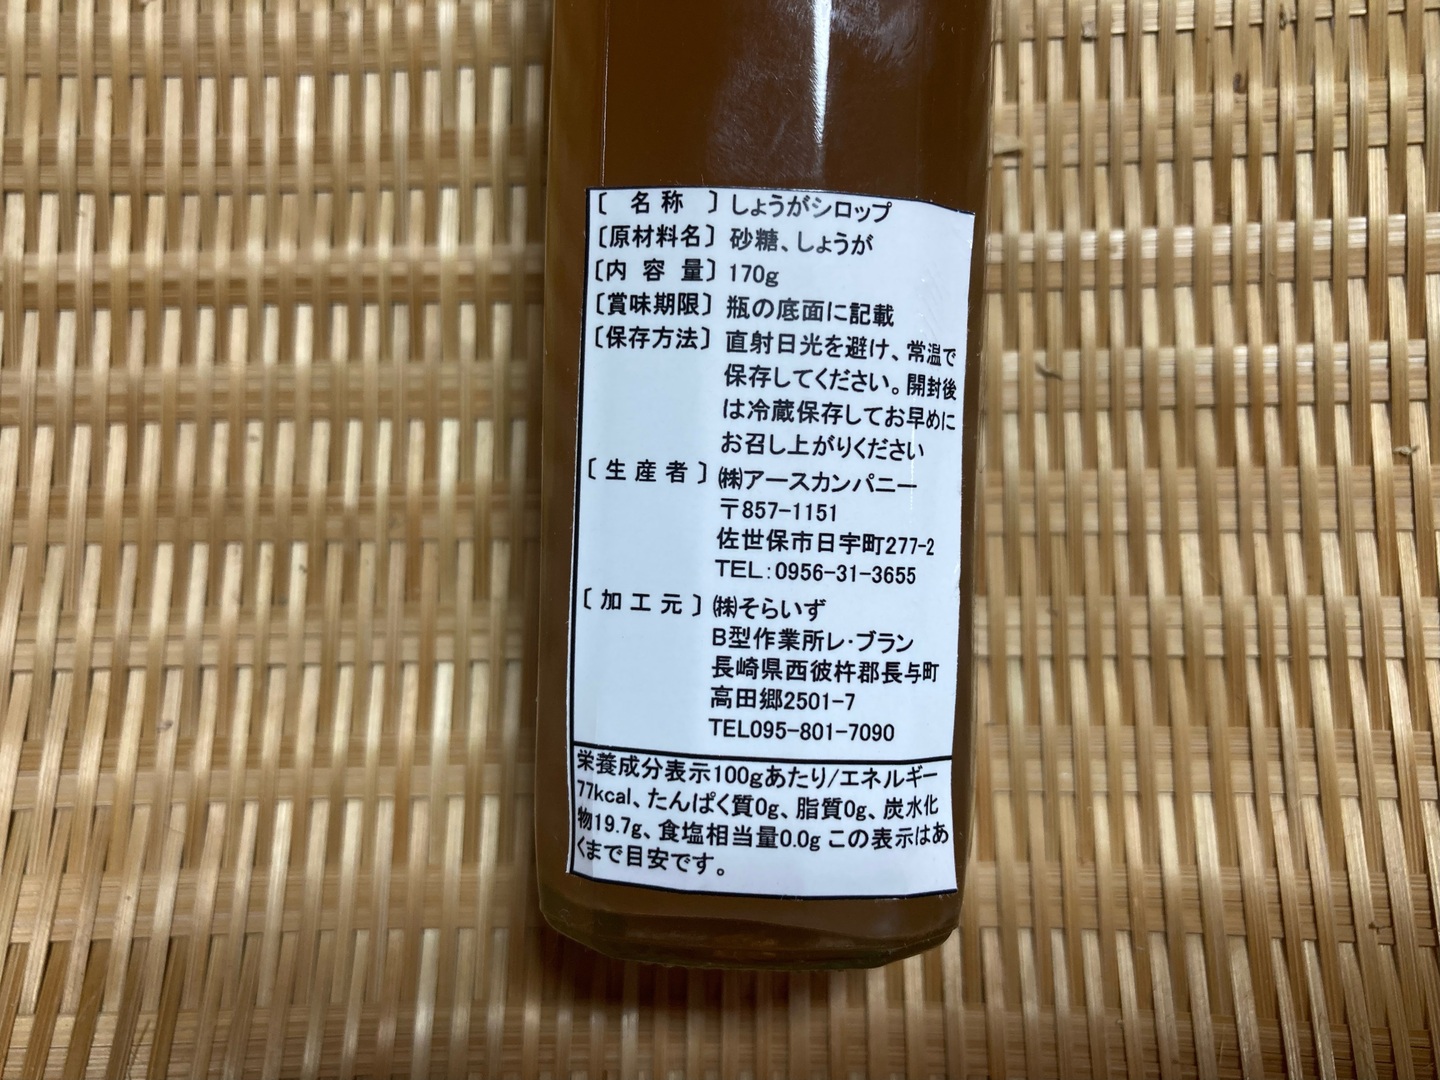 〔 名称 〕しょうがシロップ
〔原材料名〕砂糖、しょうが
〔内容量〕170g
〔賞味期限〕瓶の底面に記載
〔保存方法〕直射日光を避け、常温で
保存してください。開封後
は冷蔵保存してお早めに
お召し上がりください
〔生産者〕㈱アースカンパニー
〒857-1151
佐世保市日宇町277-2
TEL:0956-31-3655
〔加工元〕㈱そらいず
B型作業所レ・ブラン
長崎県西彼杵郡長与町
高田郷2501-7
TEL095-801-7090
栄養成分表示100gあたり/エネルギー
77kcal、たんぱく質0g、脂質0g、炭水化
物19.7g、食塩相当量0.0g この表示はあ
くまで目安です。